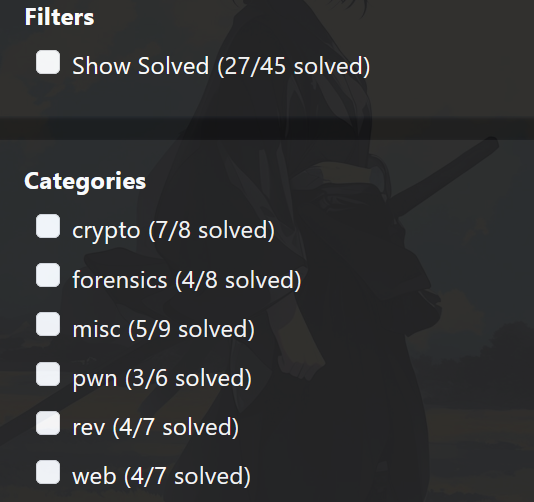 Filters
Show Solved (27/45 solved)
Categories
crypto (7/8 solved)
forensics (4/8 solved)
misc (5/9 solved)
pwn (3/6 solved)
rev (4/7 solved)
web (4/7 solved)